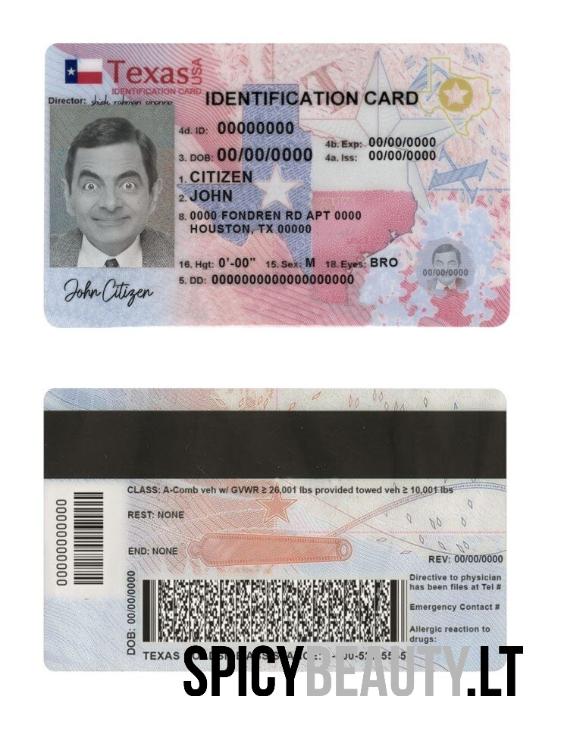 Texas USA
IDENTIFICATION CARD
Director:
IDENTIFICATION CARD
4d. ID: 00000000
3. DOB: 00/00/0000
4b. Exp: 00/00/0000
4a. Iss: 00/00/0000
1. CITIZEN
2. JOHN
8. 0000 FONDREN RD APT 0000
HOUSTON, TX 00000
16. Hgt: 0'-00" 15. Sex: M 18. Eyes: BRO
5. DD: 00000000000000000000
John Citizen
00/00/0000
CLASS: A-Comb veh w/ GVWR ≥ 26,001 lbs provided towed veh ≥ 10,001 lbs
REST: NONE
END: NONE
REV: 00/00/0000
000000000000
DOB: 00/00/0000
Directive to physician
has been files at Tel #
Emergency Contact #
Allergic reaction to
drugs:
TEXAS
SPICYBEAUTY.LT